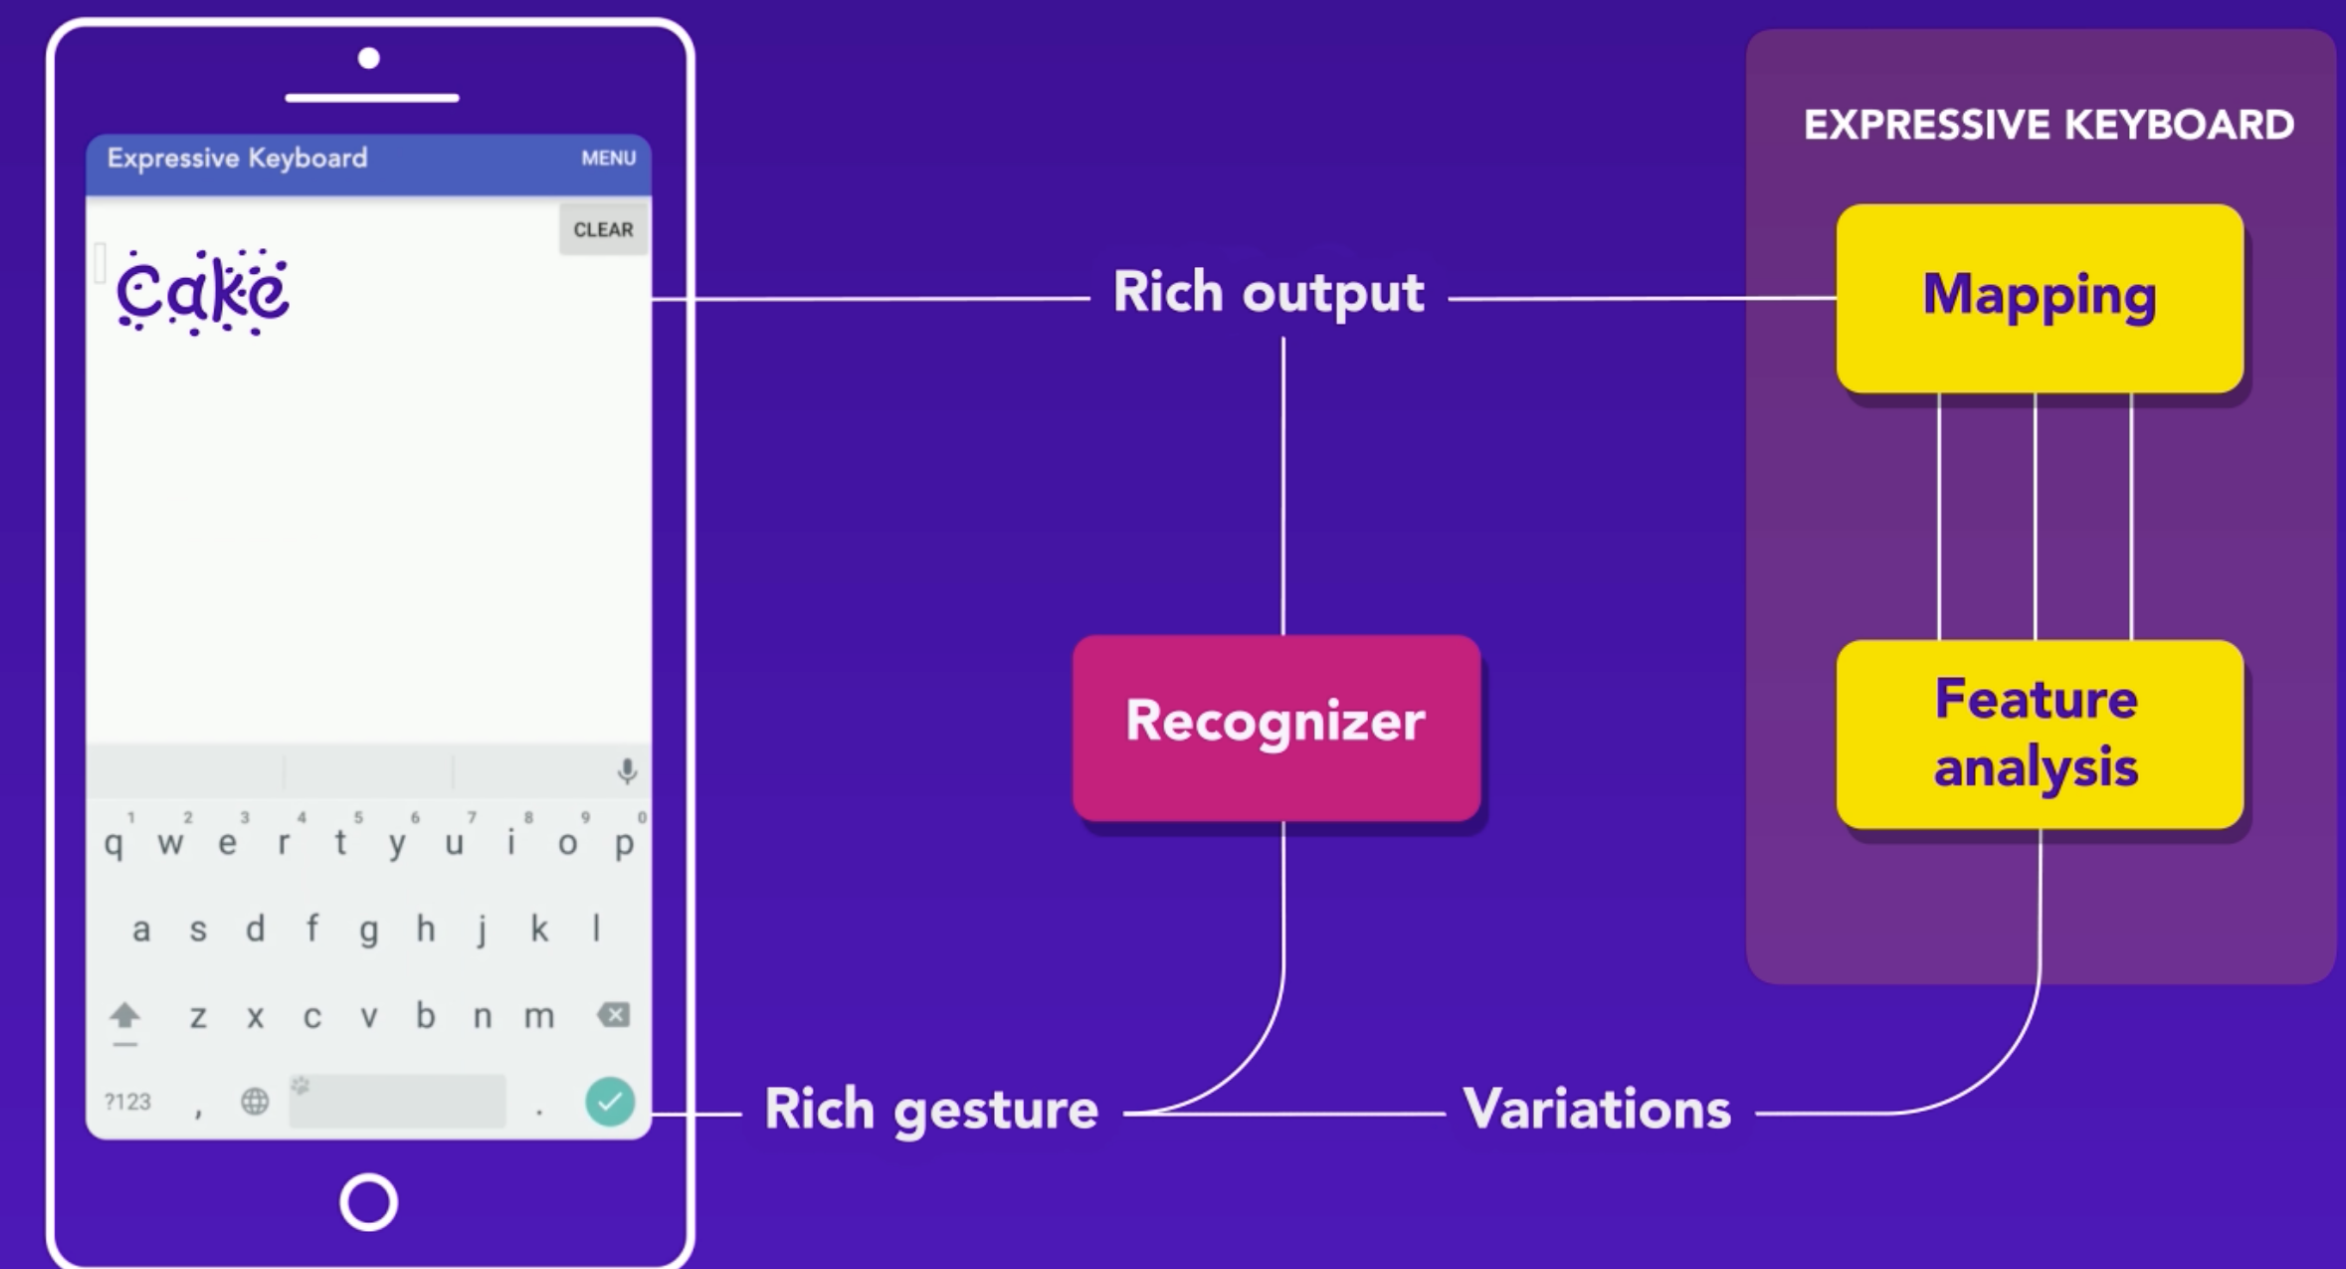 Expressive Keyboard MENU
CLEAR
Cake
1 2 3 4 5 6 7 8 9 0
q w e r t y u i o p
a s d f g h j k l
z x c v b n m
?123 , .
Rich output
Recognizer
Rich gesture
Variations
EXPRESSIVE KEYBOARD
Mapping
Feature
analysis